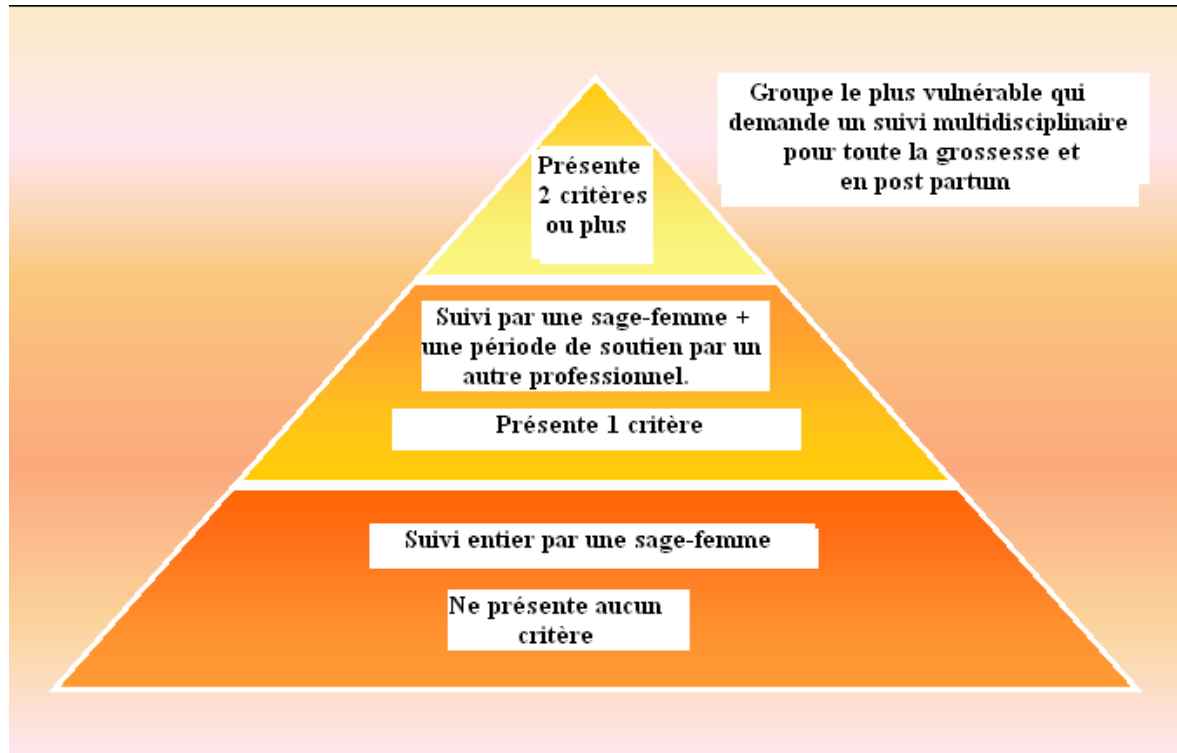 Groupe le plus vulnérable qui
demande un suivi multidisciplinaire
pour toute la grossesse et
en post partum
Présente
2 critères
ou plus
Suivi par une sage-femme +
une période de soutien par un
autre professionnel.
Présente 1 critère
Suivi entier par une sage-femme
Ne présente aucun
critère